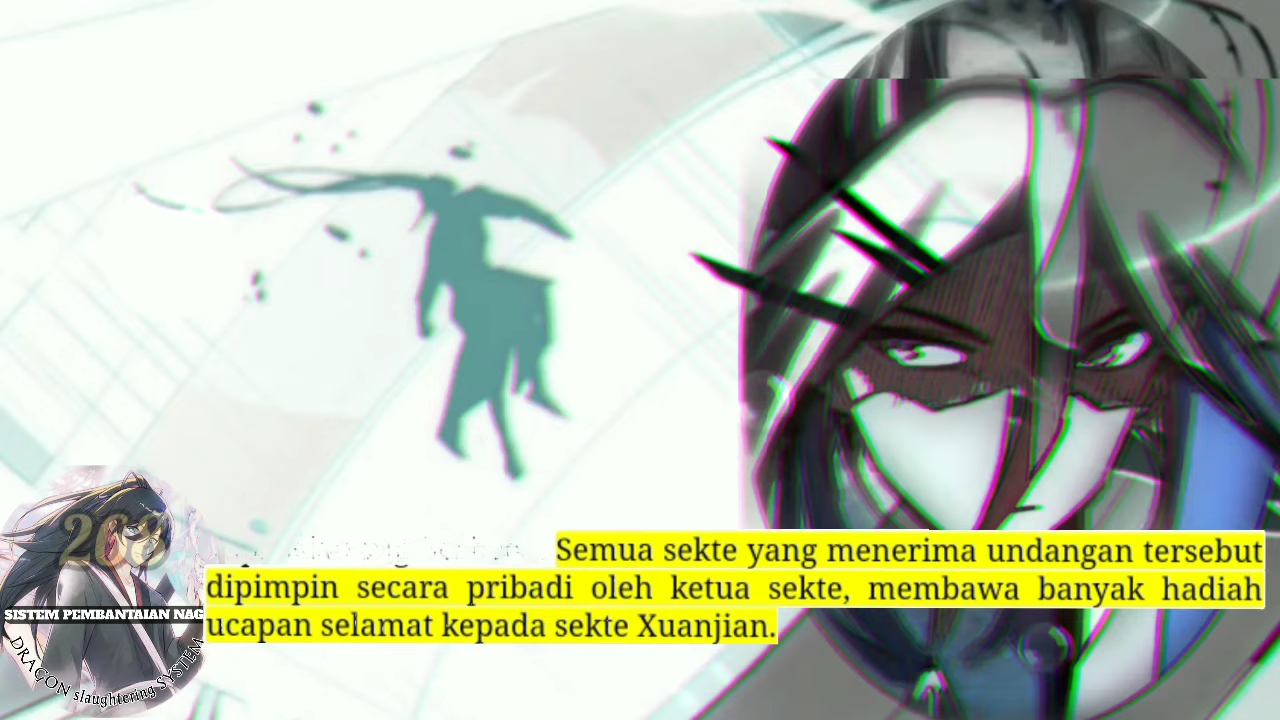 Semua sekte yang menerima undangan tersebut
dipimpin secara pribadi oleh ketua sekte, membawa banyak hadiah
ucapan selamat kepada sekte Xuanjian.
SISTEM PEMBANTAIAN NAG
DRAGON slaughtering SYSTEM